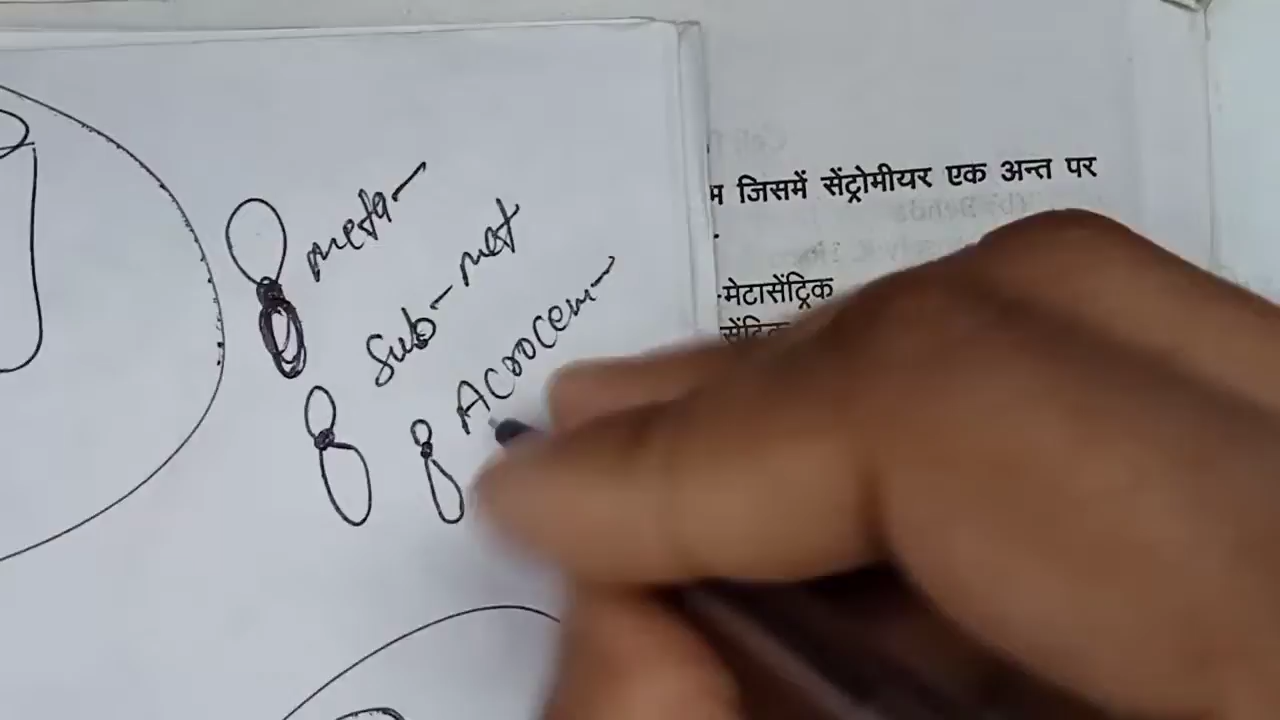 meta-
Sub-met
Acrocen-
जिसमें सेंट्रोमीयर एक अन्त पर
मेटासेंट्रिक